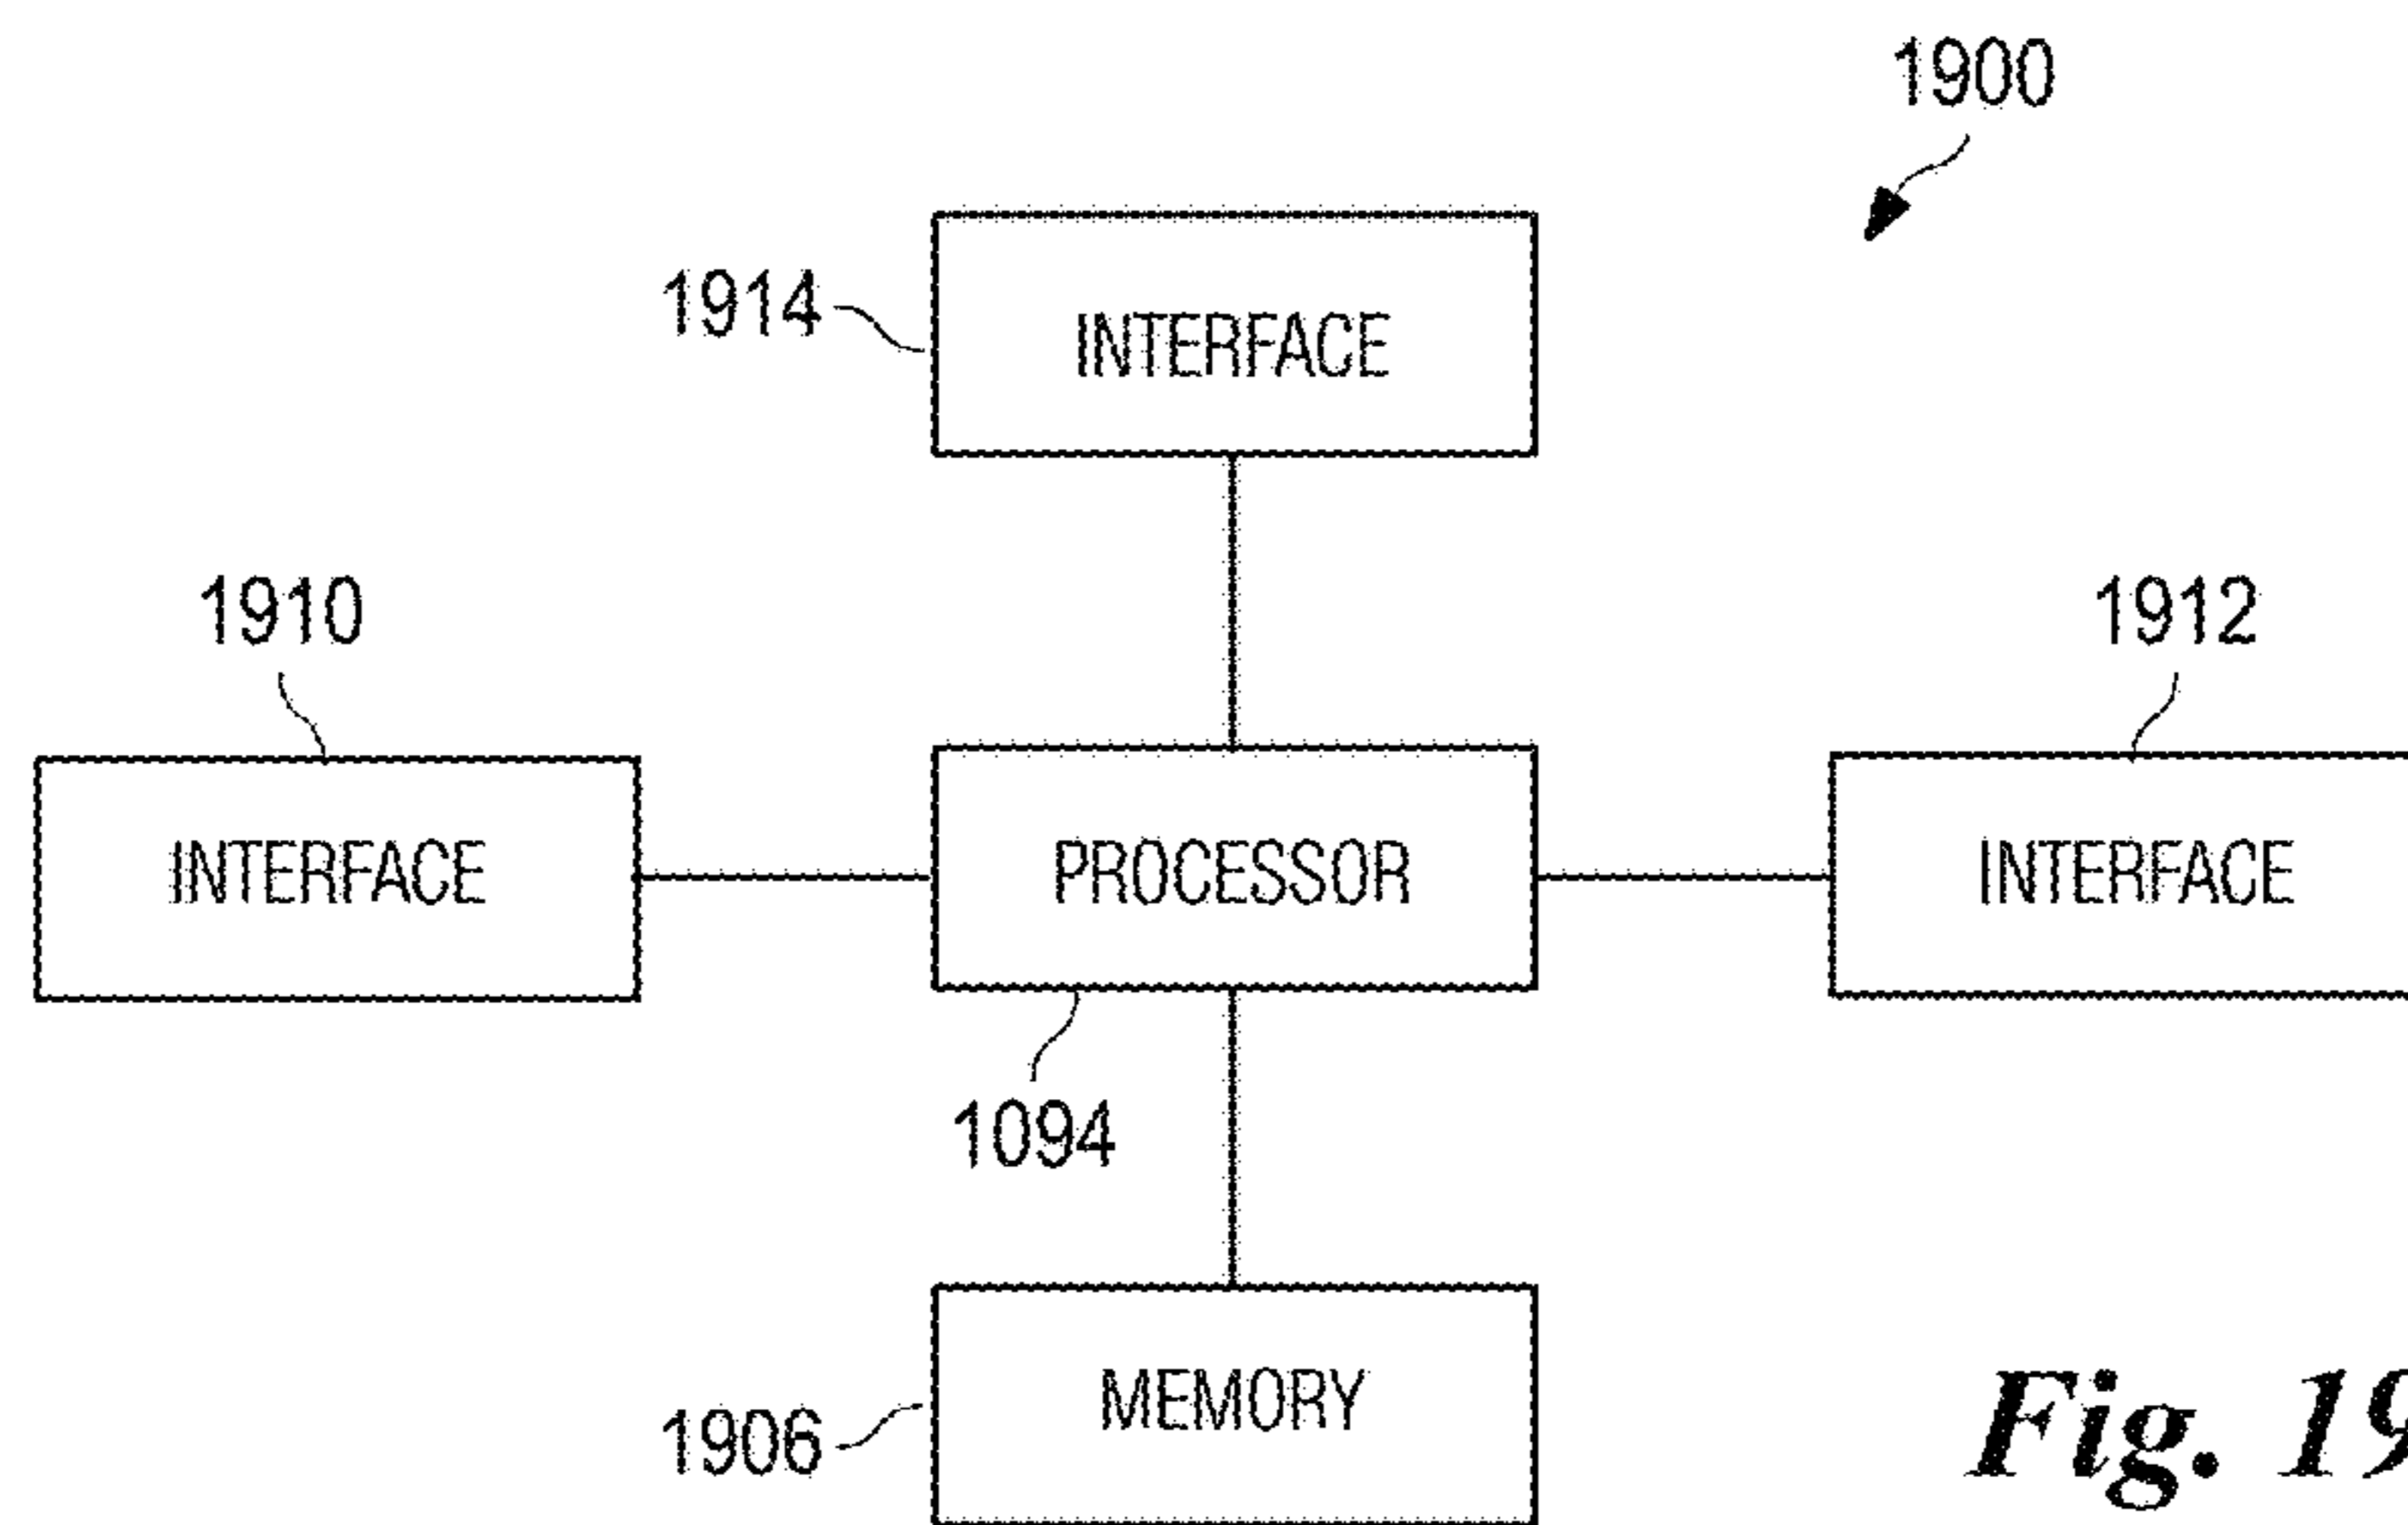 1900
1914
INTERFACE
1910
1912
INTERFACE
PROCESSOR
INTERFACE
1094
MEMORY
1906
Fig. 19